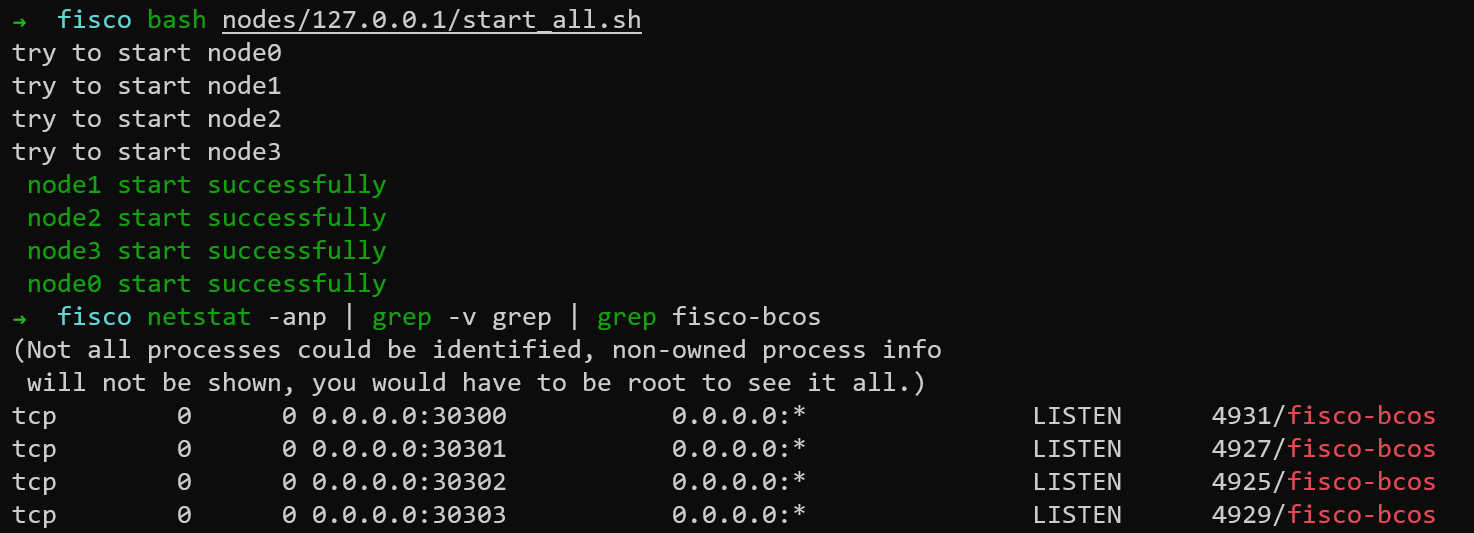 →  fisco bash nodes/127.0.0.1/start_all.sh
try to start node0
try to start node1
try to start node2
try to start node3
 node1 start successfully
 node2 start successfully
 node3 start successfully
 node0 start successfully
→  fisco netstat -anp | grep -v grep | grep fisco-bcos
(Not all processes could be identified, non-owned process info
 will not be shown, you would have to be root to see it all.)
tcp        0      0 0.0.0.0:30300           0.0.0.0:*               LISTEN      4931/fisco-bcos
tcp        0      0 0.0.0.0:30301           0.0.0.0:*               LISTEN      4927/fisco-bcos
tcp        0      0 0.0.0.0:30302           0.0.0.0:*               LISTEN      4925/fisco-bcos
tcp        0      0 0.0.0.0:30303           0.0.0.0:*               LISTEN      4929/fisco-bcos